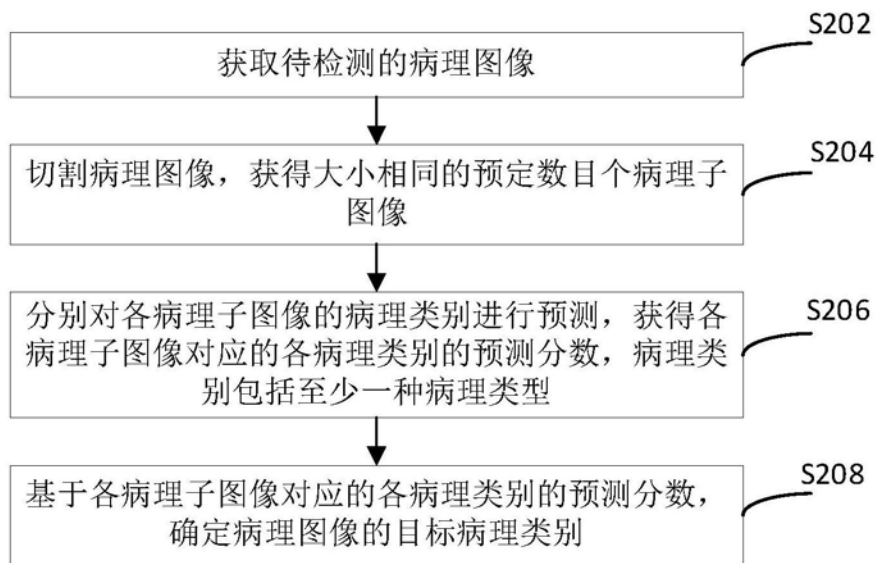 S202
获取待检测的病理图像
S204
切割病理图像，获得大小相同的预定数目个病理子
图像
S206
分别对各病理子图像的病理类别进行预测，获得各
病理子图像对应的各病理类别的预测分数，病理类
别包括至少一种病理类型
S208
基于各病理子图像对应的各病理类别的预测分数，
确定病理图像的目标病理类别